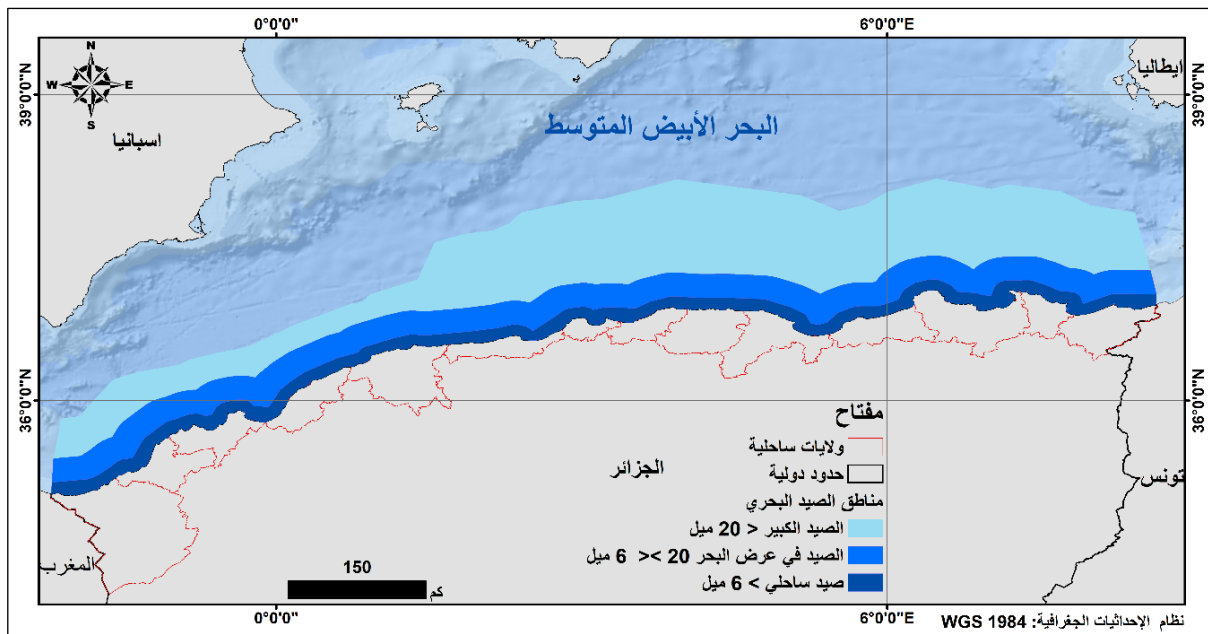 0°0'0"
6°0'0"E
N
W
E
S
39°0'0"N
39°0'0"N
ايطاليا
اسبانيا
البحر الأبيض المتوسط
36°0'0"N
36°0'0"N
مفتاح
ولايات ساحلية
حدود دولية
مناطق الصيد البحري
الصيد الكبير < 20 ميل
الصيد في عرض البحر 20 >< 6 ميل
صيد ساحلي > 6 ميل
الجزائر
تونس
المغرب
150
كم
0°0'0"
6°0'0"E
نظام الإحداثيات الجغرافية: WGS 1984